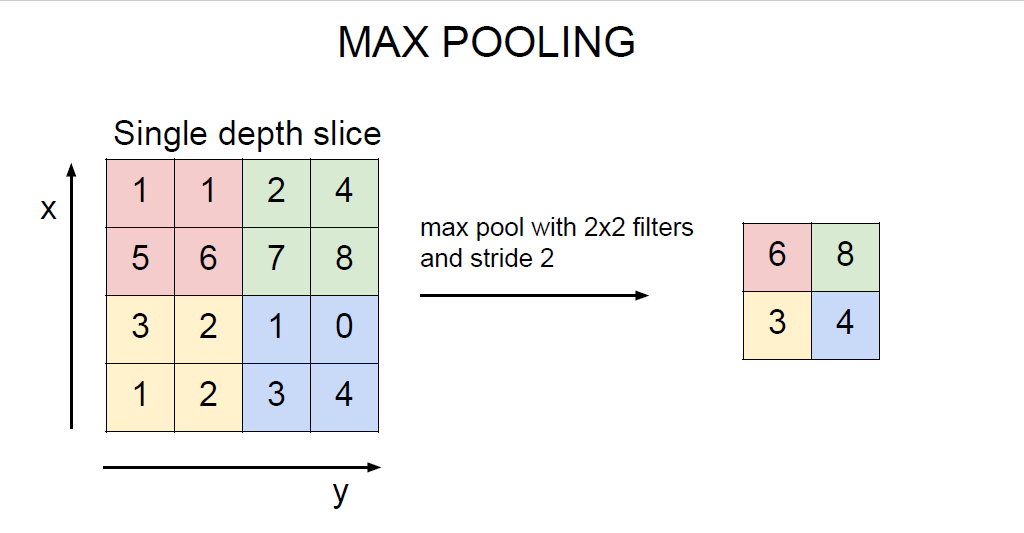 MAX POOLING
Single depth slice
x
1 1 2 4
5 6 7 8
3 2 1 0
1 2 3 4
y
max pool with 2x2 filters
and stride 2
6 8
3 4